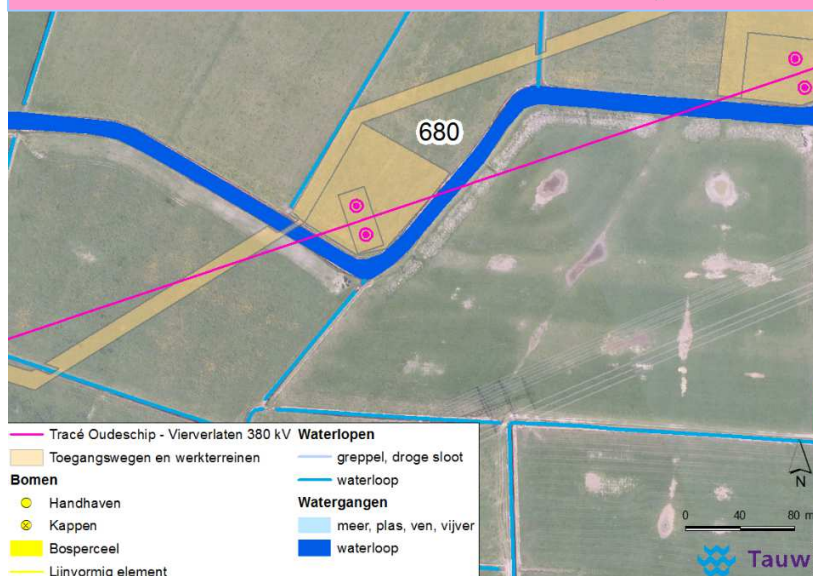 680
Tracé Oudeschip - Vierverlaten 380 kV
Toegangswegen en werkterreinen
Bomen
Handhaven
Kappen
Bosperceel
Lijnvormig element
Waterlopen
greppel, droge sloot
waterloop
Watergangen
meer, plas, ven, vijver
waterloop
N
0 40 80 m
Tauw